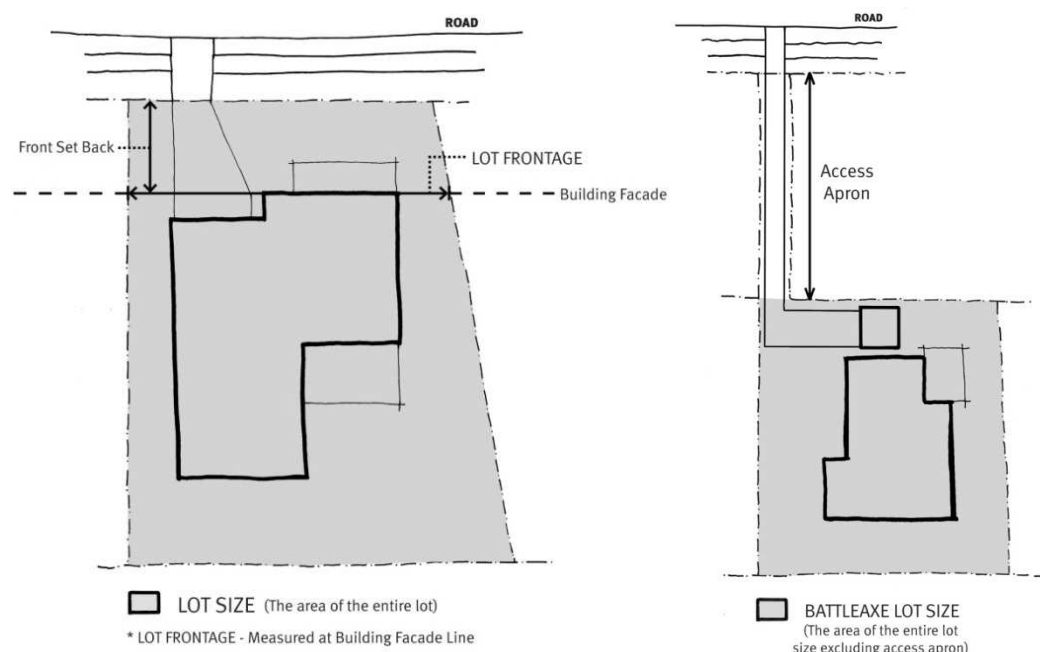 ROAD
Front Set Back
LOT FRONTAGE
Building Facade
LOT SIZE (The area of the entire lot)
* LOT FRONTAGE - Measured at Building Facade Line
ROAD
Access
Apron
BATTLEAXE LOT SIZE
(The area of the entire lot
size excluding access apron)